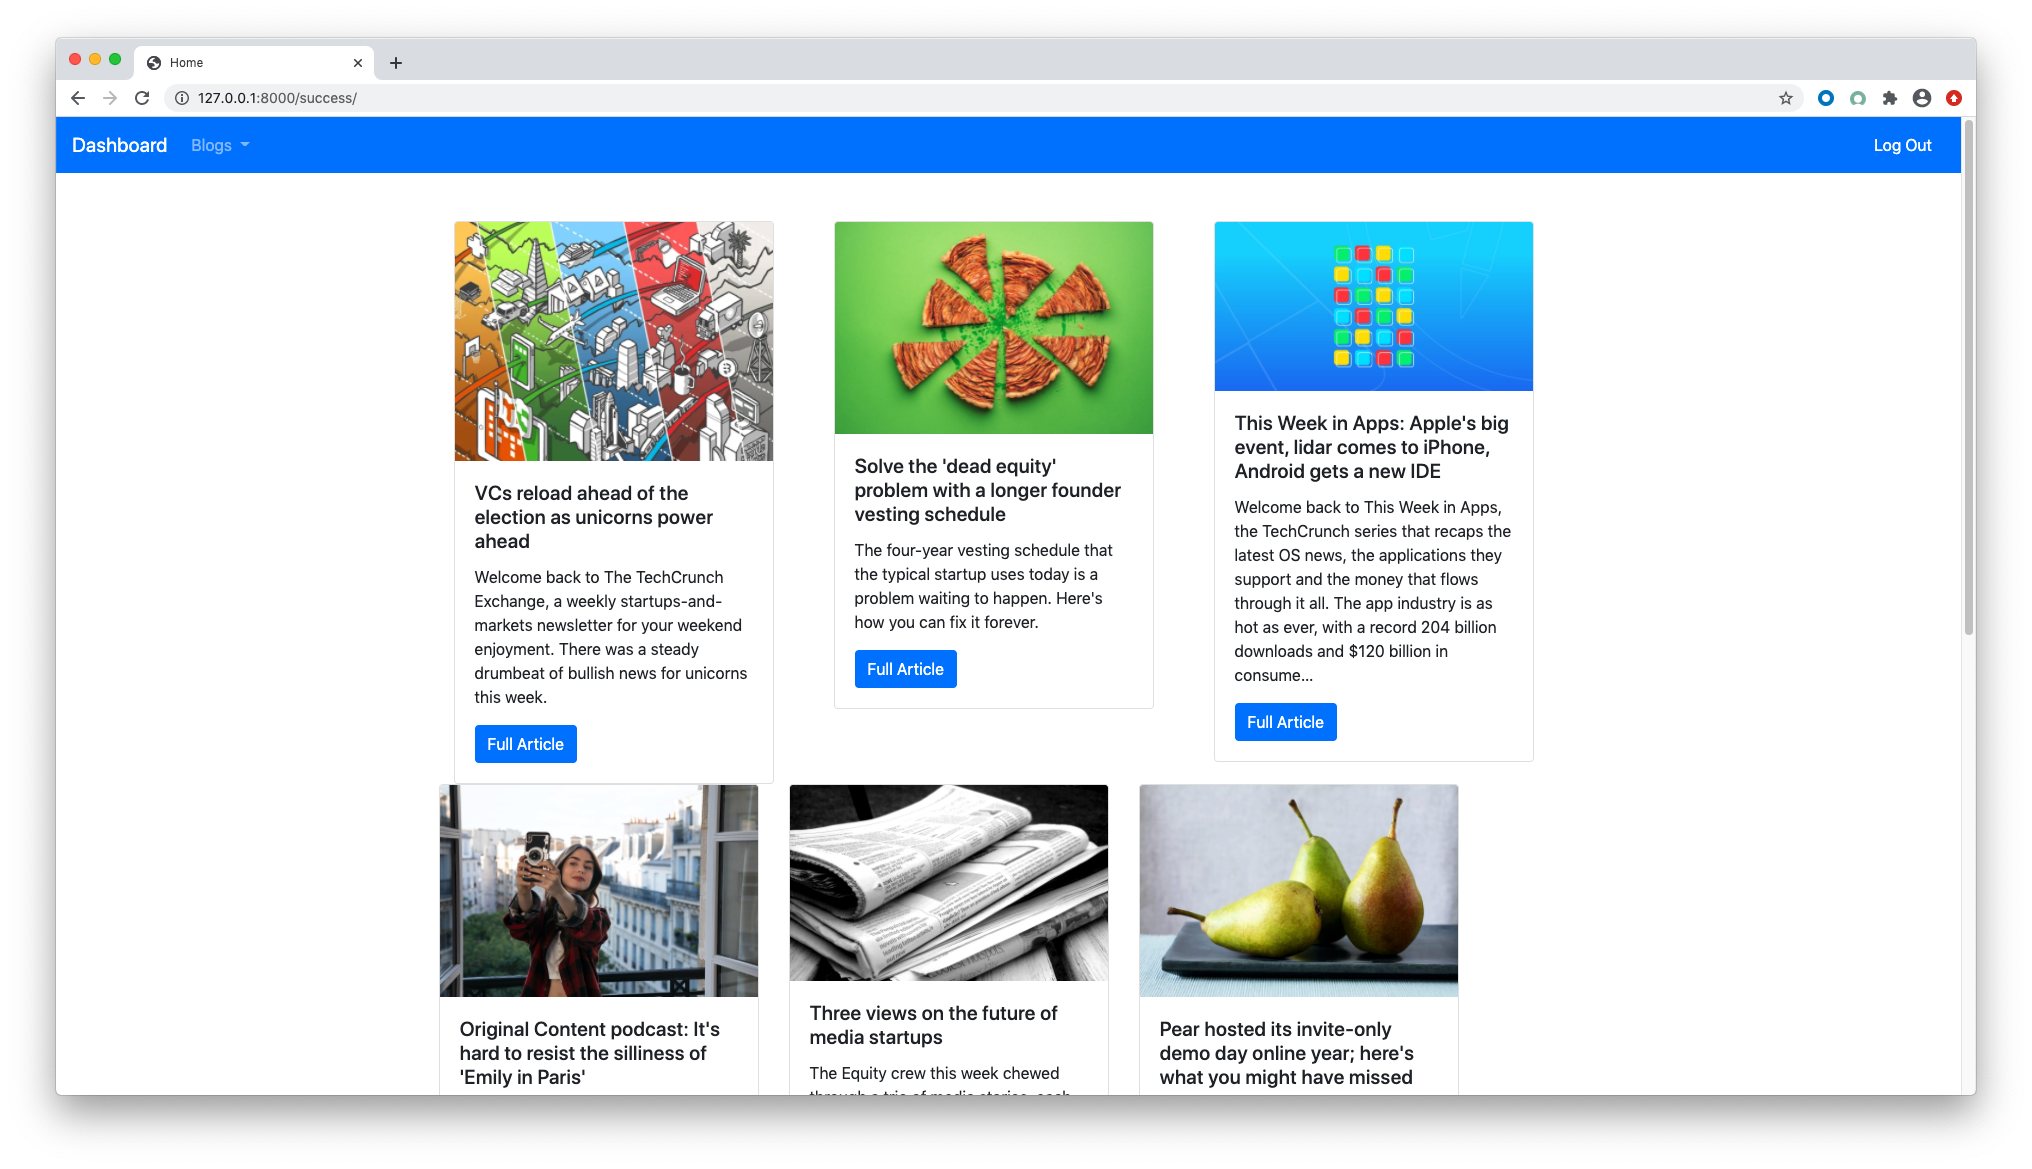 Home
127.0.0.1:8000/success/
Dashboard
Blogs
Log Out
VCs reload ahead of the
election as unicorns power
ahead
Welcome back to The TechCrunch
Exchange, a weekly startups-and-
markets newsletter for your weekend
enjoyment. There was a steady
drumbeat of bullish news for unicorns
this week.
Full Article
Solve the 'dead equity'
problem with a longer founder
vesting schedule
The four-year vesting schedule that
the typical startup uses today is a
problem waiting to happen. Here's
how you can fix it forever.
Full Article
This Week in Apps: Apple's big
event, lidar comes to iPhone,
Android gets a new IDE
Welcome back to This Week in Apps,
the TechCrunch series that recaps the
latest OS news, the applications they
support and the money that flows
through it all. The app industry is as
hot as ever, with a record 204 billion
downloads and $120 billion in
consume...
Full Article
Original Content podcast: It's
hard to resist the silliness of
'Emily in Paris'
Three views on the future of
media startups
The Equity crew this week chewed
through a trio of media stories, each
Pear hosted its invite-only
demo day online year; here's
what you might have missed